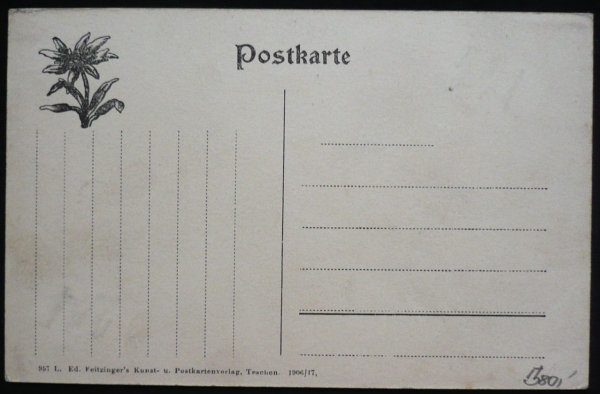 Postkarte
957 L. Ed. Feitzinger's Kunst- u. Postkartenverlag, Teschen. 1906/17,